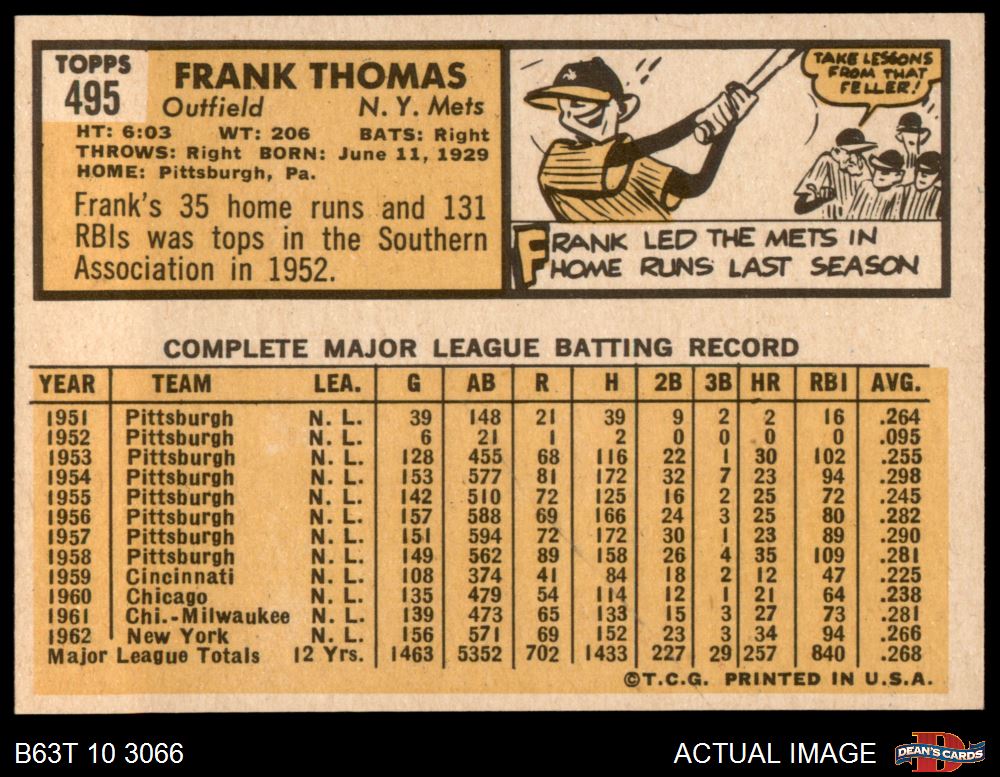 TOPPS
495
FRANK THOMAS
Outfield N. Y. Mets
HT: 6:03 WT: 206 BATS: Right
THROWS: Right BORN: June 11, 1929
HOME: Pittsburgh, Pa.
Frank's 35 home runs and 131
RBIs was tops in the Southern
Association in 1952.
TAKE LESSONS
FROM THAT
FELLER!
FRANK LED THE METS IN
HOME RUNS LAST SEASON
COMPLETE MAJOR LEAGUE BATTING RECORD
YEAR TEAM LEA. G AB R H 2B 3B HR RBI AVG.
1951 Pittsburgh N. L. 39 148 21 39 9 2 2 16 .264
1952 Pittsburgh N. L. 6 21 1 2 0 0 0 0 .095
1953 Pittsburgh N. L. 128 455 68 116 22 1 30 102 .255
1954 Pittsburgh N. L. 153 577 81 172 32 7 23 94 .298
1955 Pittsburgh N. L. 142 510 72 125 16 2 25 72 .245
1956 Pittsburgh N. L. 157 588 69 166 24 3 25 80 .282
1957 Pittsburgh N. L. 151 594 72 172 30 1 23 89 .290
1958 Pittsburgh N. L. 149 562 89 158 26 4 35 109 .281
1959 Cincinnati N. L. 108 374 41 84 18 2 12 47 .225
1960 Chicago N. L. 135 479 54 114 12 1 21 64 .238
1961 Chi.-Milwaukee N. L. 139 473 65 133 15 3 27 73 .281
1962 New York N. L. 156 571 69 152 23 3 34 94 .266
Major League Totals 12 Yrs. 1463 5352 702 1433 227 29 257 840 .268
©T.C.G. PRINTED IN U.S.A.
B63T 10 3066 ACTUAL IMAGE
D
DEAN'S CARDS